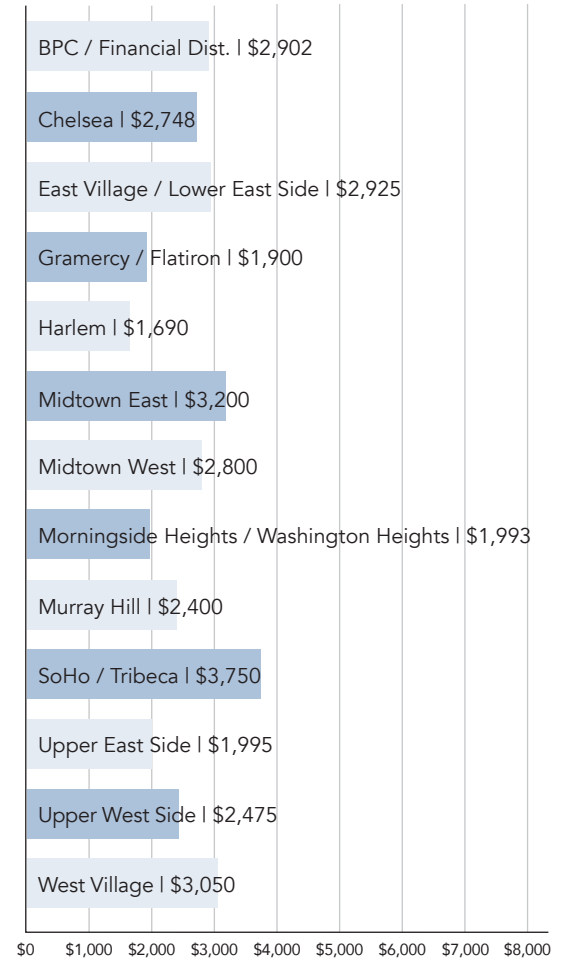 BPC / Financial Dist. | $2,902
Chelsea | $2,748
East Village / Lower East Side | $2,925
Gramercy / Flatiron | $1,900
Harlem | $1,690
Midtown East | $3,200
Midtown West | $2,800
Morningside Heights / Washington Heights | $1,993
Murray Hill | $2,400
SoHo / Tribeca | $3,750
Upper East Side | $1,995
Upper West Side | $2,475
West Village | $3,050
$0 $1,000 $2,000 $3,000 $4,000 $5,000 $6,000 $7,000 $8,000